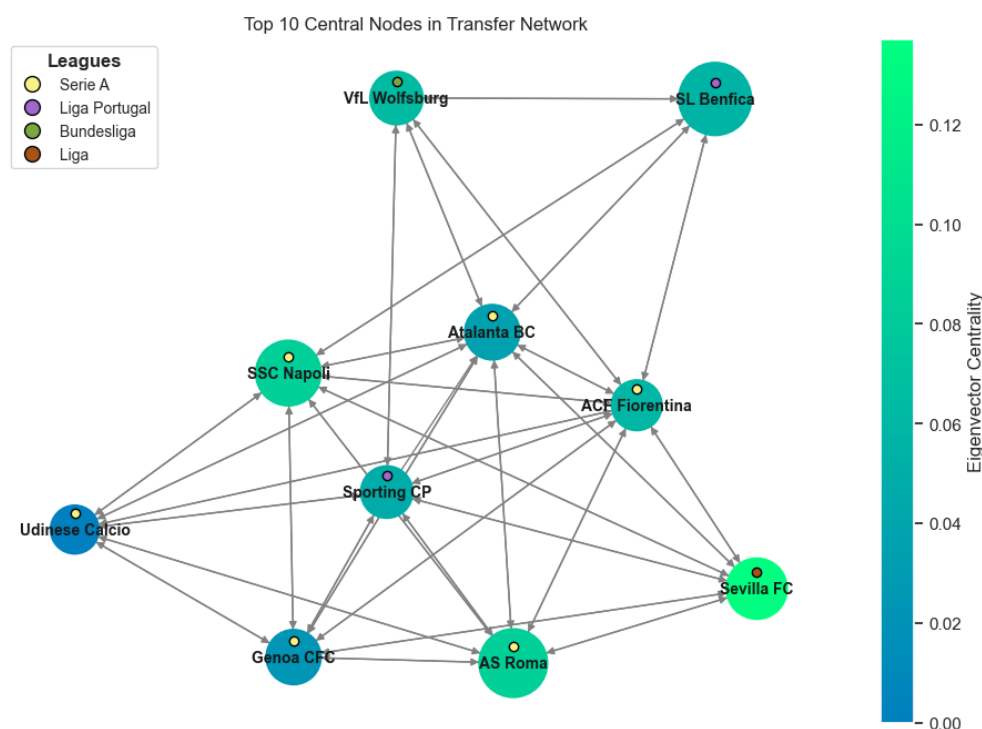 Top 10 Central Nodes in Transfer Network
Leagues
Serie A
Liga Portugal
Bundesliga
Liga
VfL Wolfsburg
SL Benfica
Atalanta BC
SSC Napoli
ACF Fiorentina
Sporting CP
Udinese Calcio
Sevilla FC
Genoa CFC
AS Roma
0.12
0.10
0.08
0.06
0.04
0.02
0.00
Eigenvector Centrality